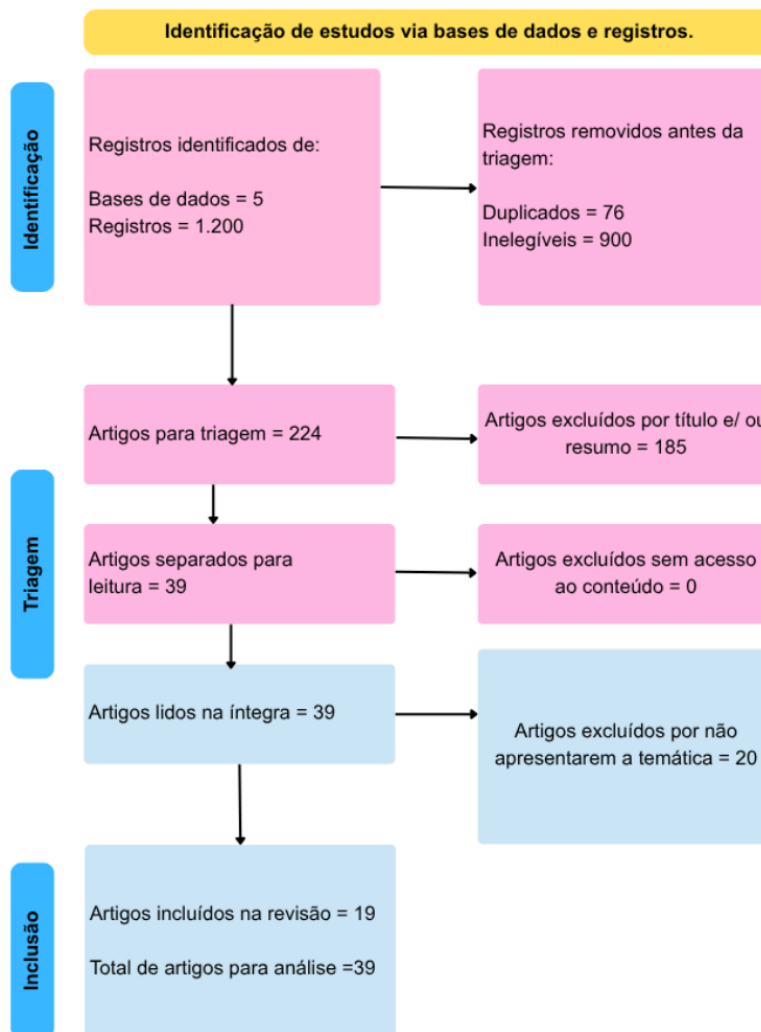 Identificação de estudos via bases de dados e registros.
Identificação
Registros identificados de:
Bases de dados = 5
Registros = 1.200
Registros removidos antes da
triagem:
Duplicados = 76
Inelegíveis = 900
Triagem
Artigos para triagem = 224
Artigos excluídos por título e/ ou
resumo = 185
Artigos separados para
leitura = 39
Artigos excluídos sem acesso
ao conteúdo = 0
Artigos lidos na íntegra = 39
Artigos excluídos por não
apresentarem a temática = 20
Inclusão
Artigos incluídos na revisão = 19
Total de artigos para análise =39